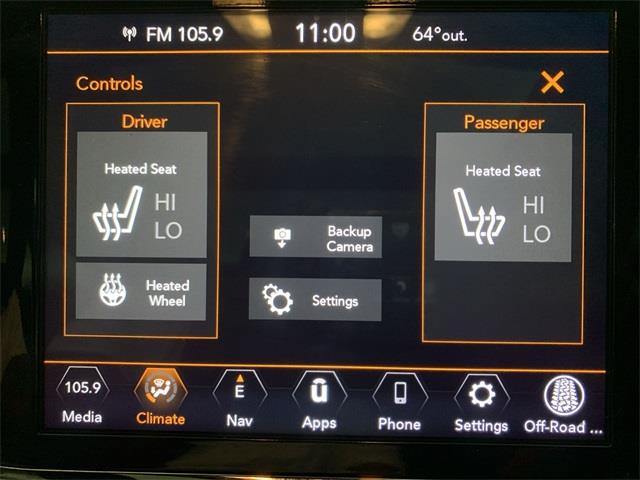 FM 105.9 11:00 64°out.
Controls
Driver
Passenger
Heated Seat
HI
LO
Heated Seat
HI
LO
Backup
Camera
Heated
Wheel
Settings
105.9
E
u
Media Climate Nav Apps Phone Settings Off-Road ...